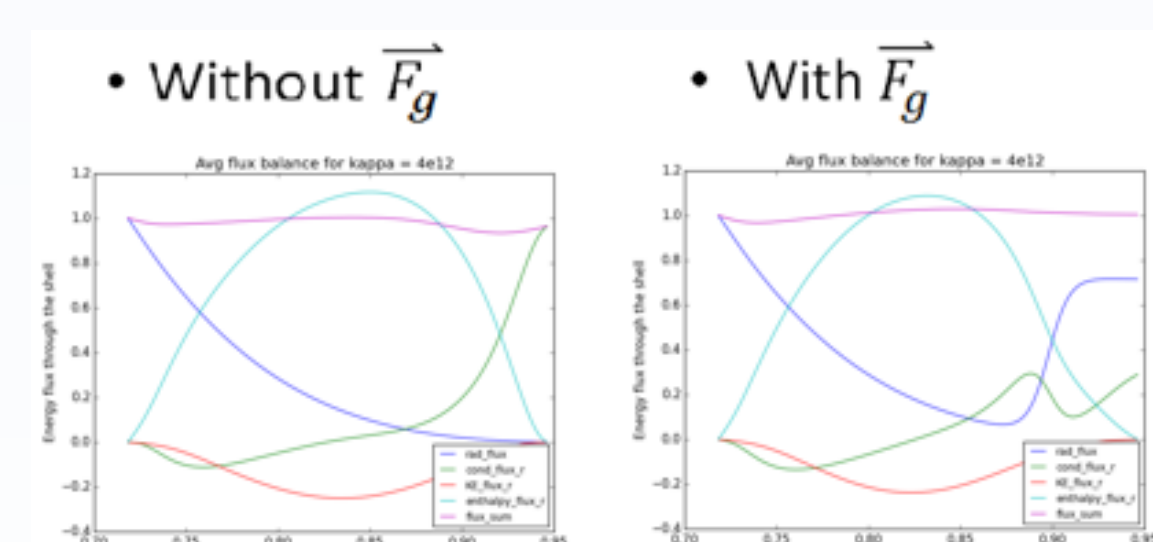 • Without F_g
• With F_g
Avg flux balance for kappa = 4e12
1.2
1.0
0.8
0.6
0.4
0.2
0.0
−0.2
−0.4
Energy flux through the shell
rad_flux
cond_flux_r
KE_flux_r
enthalpy_flux_r
flux_sum
0.70 0.75 0.80 0.85 0.90 0.95
Avg flux balance for kappa = 4e12
1.2
1.0
0.8
0.6
0.4
0.2
0.0
−0.2
−0.4
Energy flux through the shell
rad_flux
cond_flux_r
KE_flux_r
enthalpy_flux_r
flux_sum
0.70 0.75 0.80 0.85 0.90 0.95